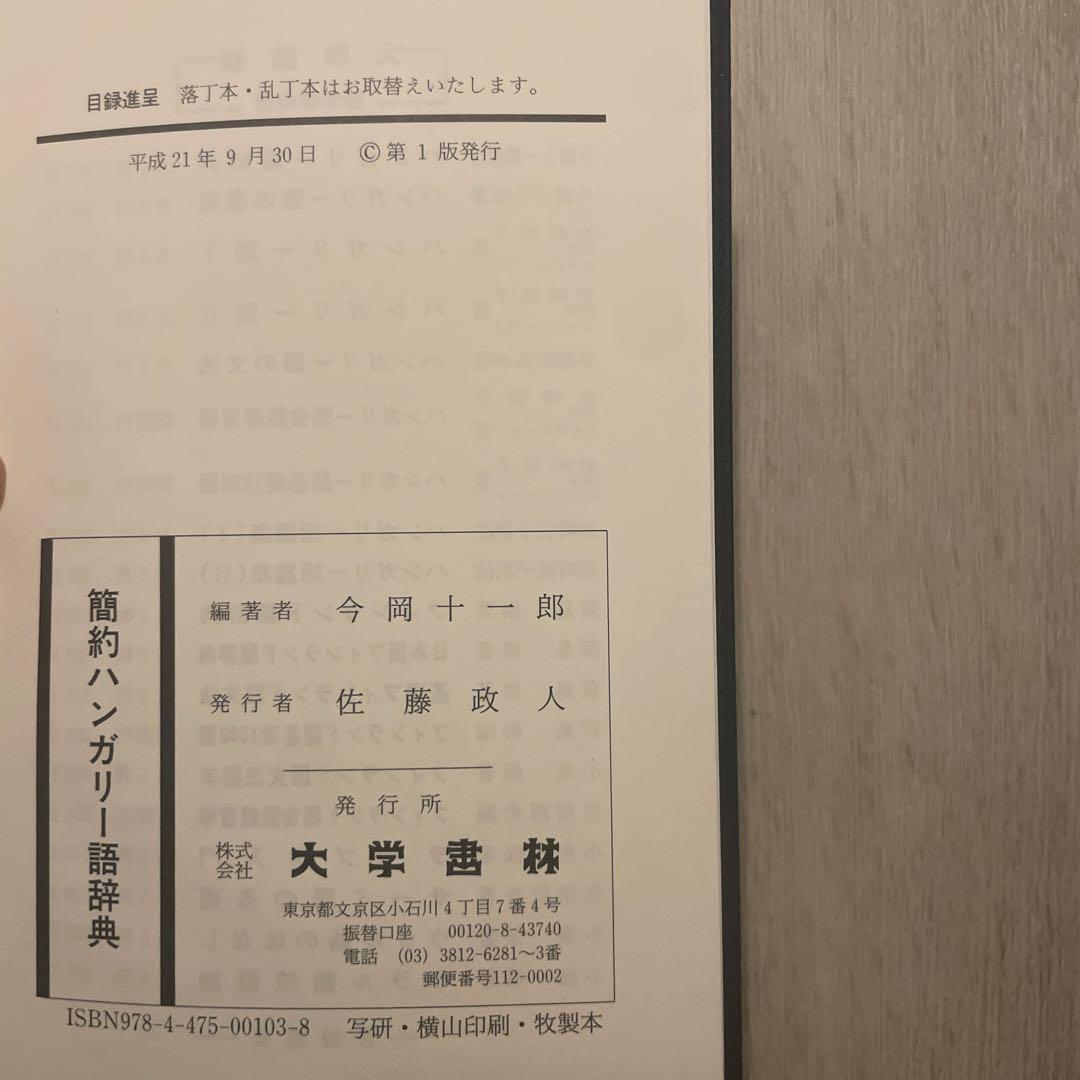 目録進呈　落丁本・乱丁本はお取替えいたします。
平成21年 9 月30日　Ⓒ第 1 版発行
簡約ハンガリー語辞典
編著者　今岡十一郎
発行者　佐藤政人
発行所
株式会社　大学書林
東京都文京区小石川4丁目7番4号
振替口座　00120-8-43740
電話　(03) 3812-6281〜3番
郵便番号112-0002
ISBN978-4-475-00103-8　写研・横山印刷・牧製本